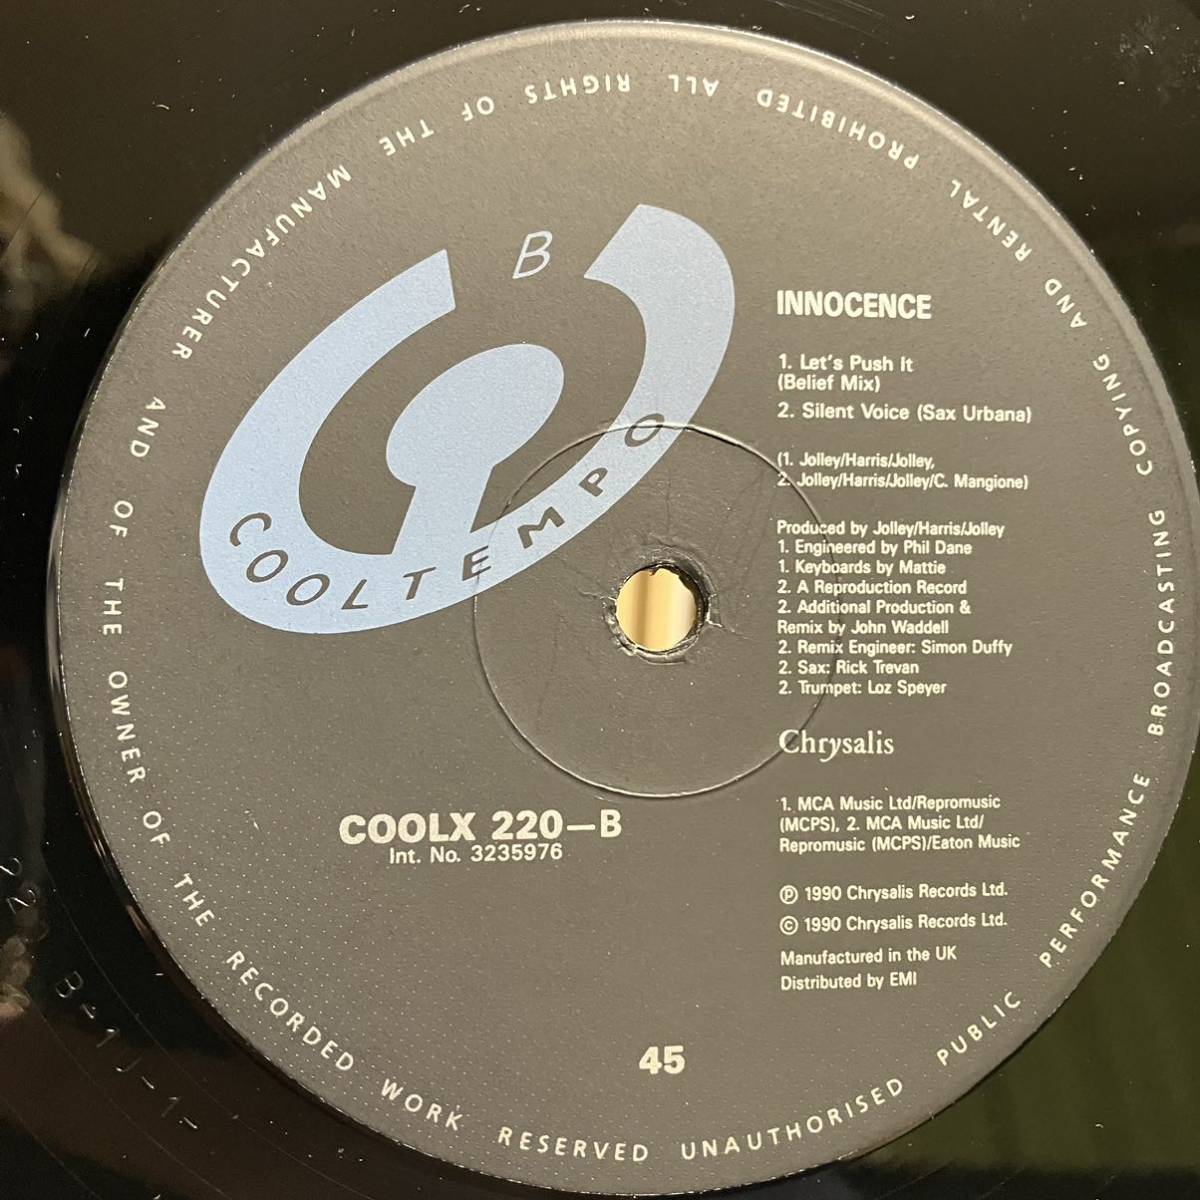 B
COOLTEMPO
INNOCENCE
1. Let's Push It
(Belief Mix)
2. Silent Voice (Sax Urbana)
(1. Jolley/Harris/Jolley,
2. Jolley/Harris/Jolley/C. Mangione)
Produced by Jolley/Harris/Jolley
1. Engineered by Phil Dane
1. Keyboards by Mattie
2. A Reproduction Record
2. Additional Production &
Remix by John Waddell
2. Remix Engineer: Simon Duffy
2. Sax: Rick Trevan
2. Trumpet: Loz Speyer
Chrysalis
COOLX 220—B
Int. No. 3235976
1. MCA Music Ltd/Repromusic
(MCPS), 2. MCA Music Ltd/
Repromusic (MCPS)/Eaton Music
℗ 1990 Chrysalis Records Ltd.
© 1990 Chrysalis Records Ltd.
Manufactured in the UK
Distributed by EMI
45
ALL RIGHTS OF THE MANUFACTURER AND OF THE OWNER OF THE RECORDED WORK RESERVED UNAUTHORISED PUBLIC PERFORMANCE BROADCASTING COPYING AND RENTAL PROHIBITED
B-1U-1-